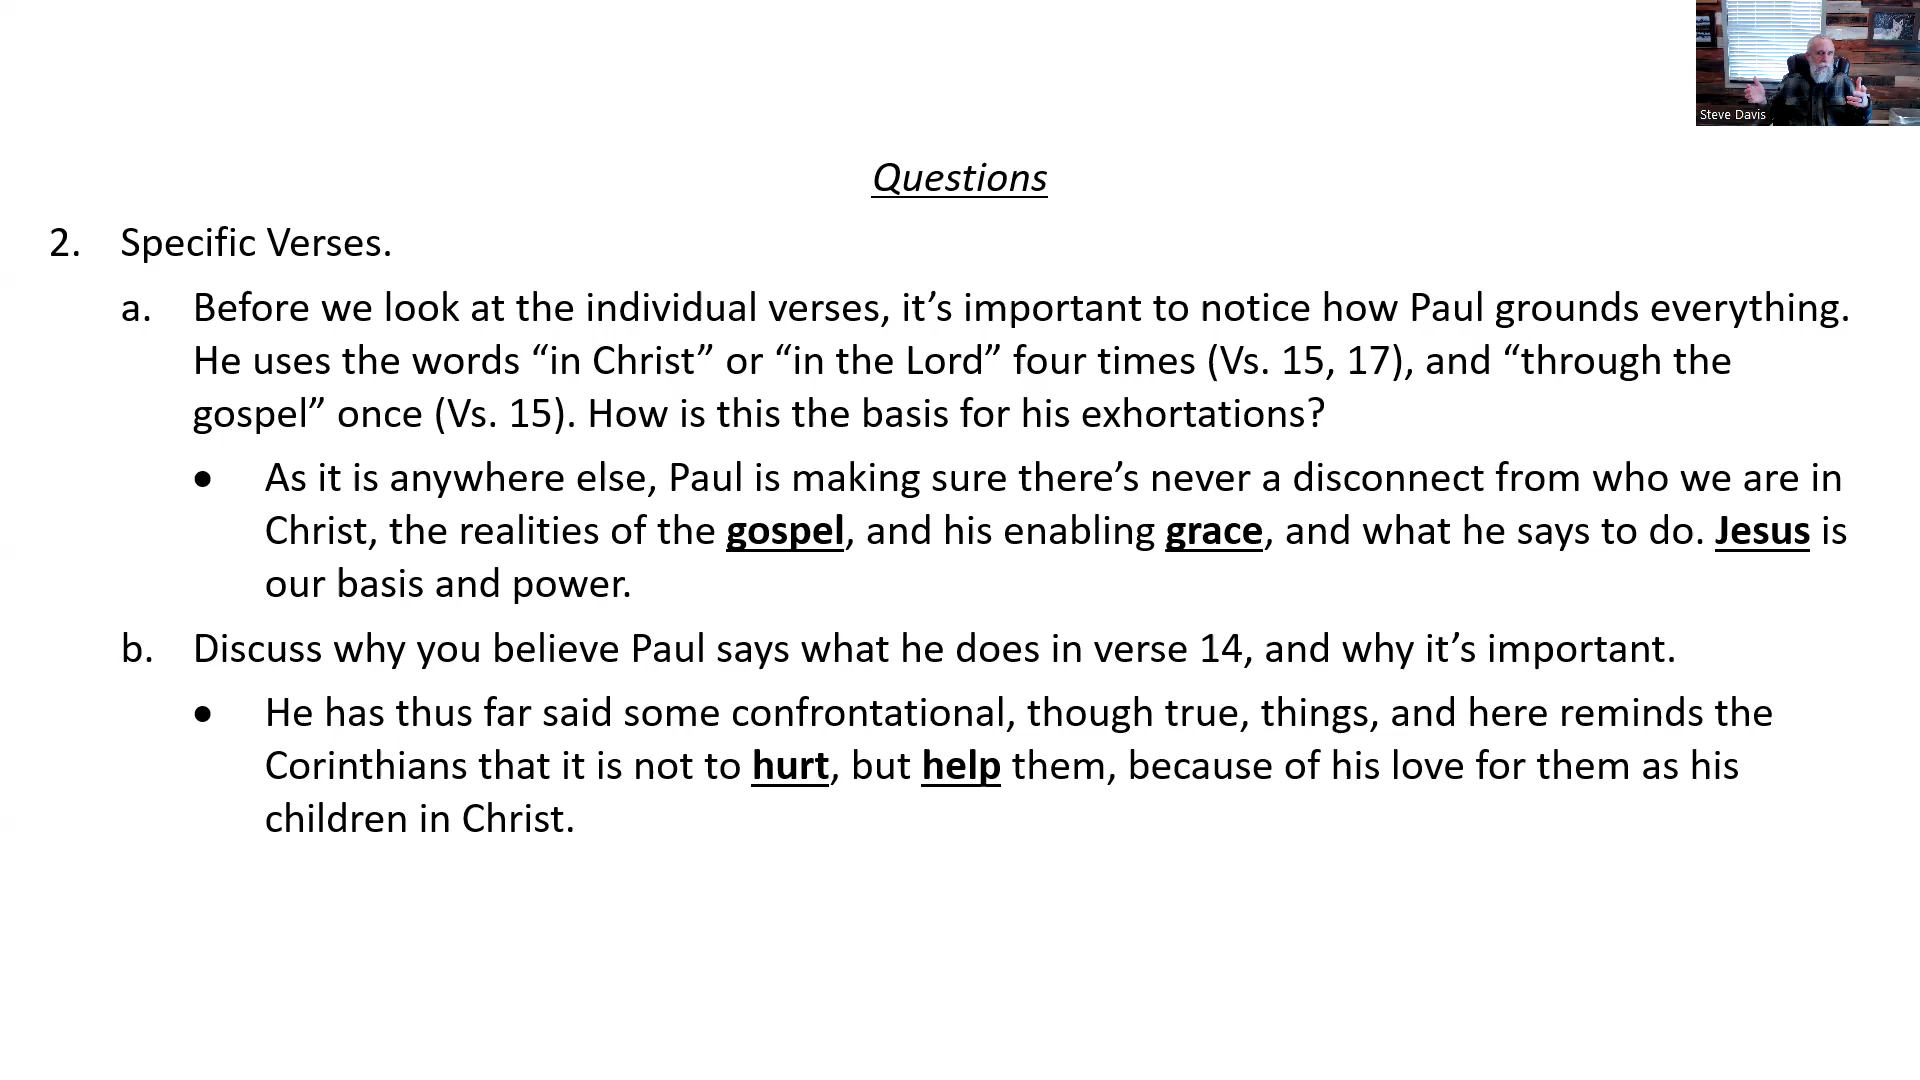 Steve Davis
Questions
2. Specific Verses.
a. Before we look at the individual verses, it’s important to notice how Paul grounds everything.
He uses the words “in Christ” or “in the Lord” four times (Vs. 15, 17), and “through the
gospel” once (Vs. 15). How is this the basis for his exhortations?
• As it is anywhere else, Paul is making sure there’s never a disconnect from who we are in
Christ, the realities of the gospel, and his enabling grace, and what he says to do. Jesus is
our basis and power.
b. Discuss why you believe Paul says what he does in verse 14, and why it’s important.
• He has thus far said some confrontational, though true, things, and here reminds the
Corinthians that it is not to hurt, but help them, because of his love for them as his
children in Christ.